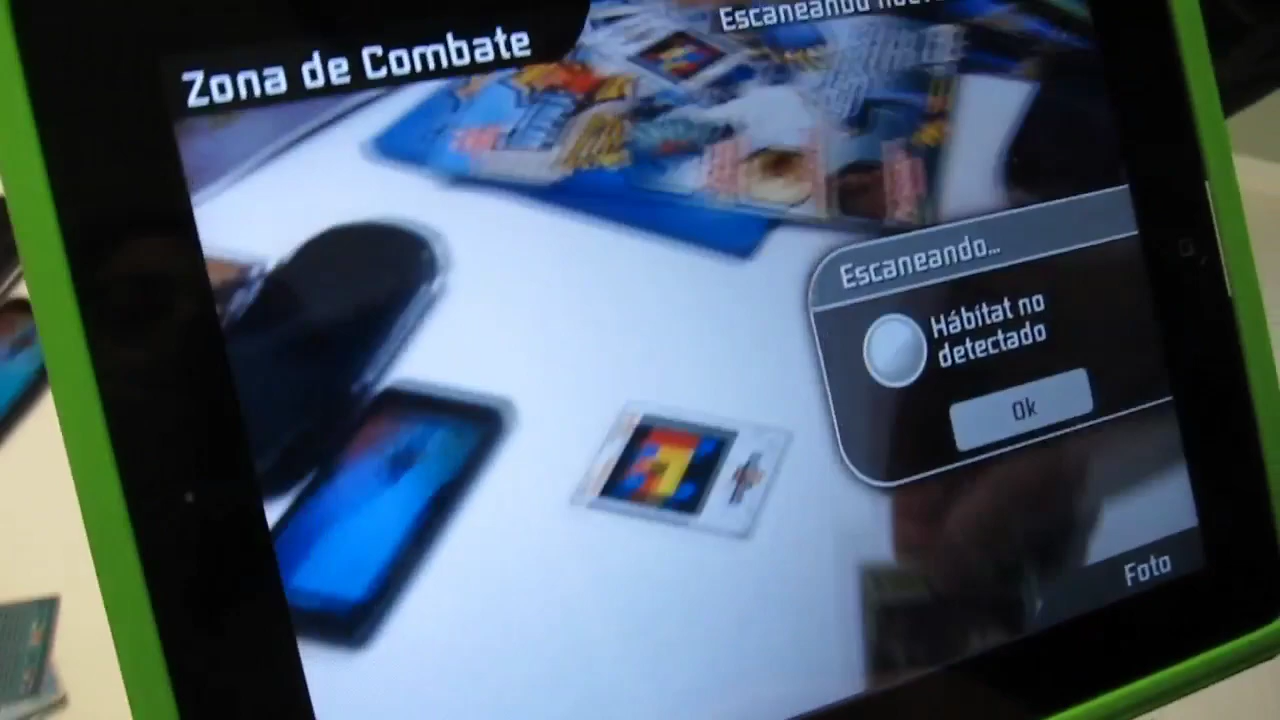 Zona de Combate
Escaneando
Escaneando...
Hábitat no
detectado
Ok
Foto